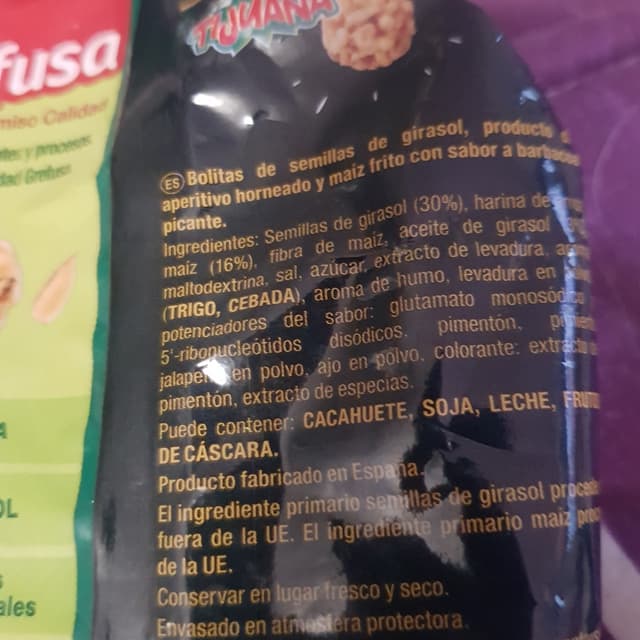 TIJUANA
fusa
miso Calidad
ES Bolitas de semillas de girasol, producto
aperitivo horneado y maíz frito con sabor a barbacoa
picante.
Ingredientes: Semillas de girasol (30%), harina de
maíz (16%), fibra de maíz, aceite de girasol
maltodextrina, sal, azúcar, extracto de levadura,
(TRIGO, CEBADA), aroma de humo, levadura en
potenciadores del sabor: glutamato monosódico
5'-ribonucleótidos disódicos, pimentón,
en polvo, ajo en polvo, colorante: extracto
pimentón, extracto de especias.
Puede contener: CACAHUETE, SOJA, LECHE,
DE CÁSCARA.
Producto fabricado en España.
El ingrediente primario semillas de girasol
fuera de la UE. El ingrediente primario maíz
de la UE.
Conservar en lugar fresco y seco.
Envasado en atmósfera protectora.
A
OL
ales